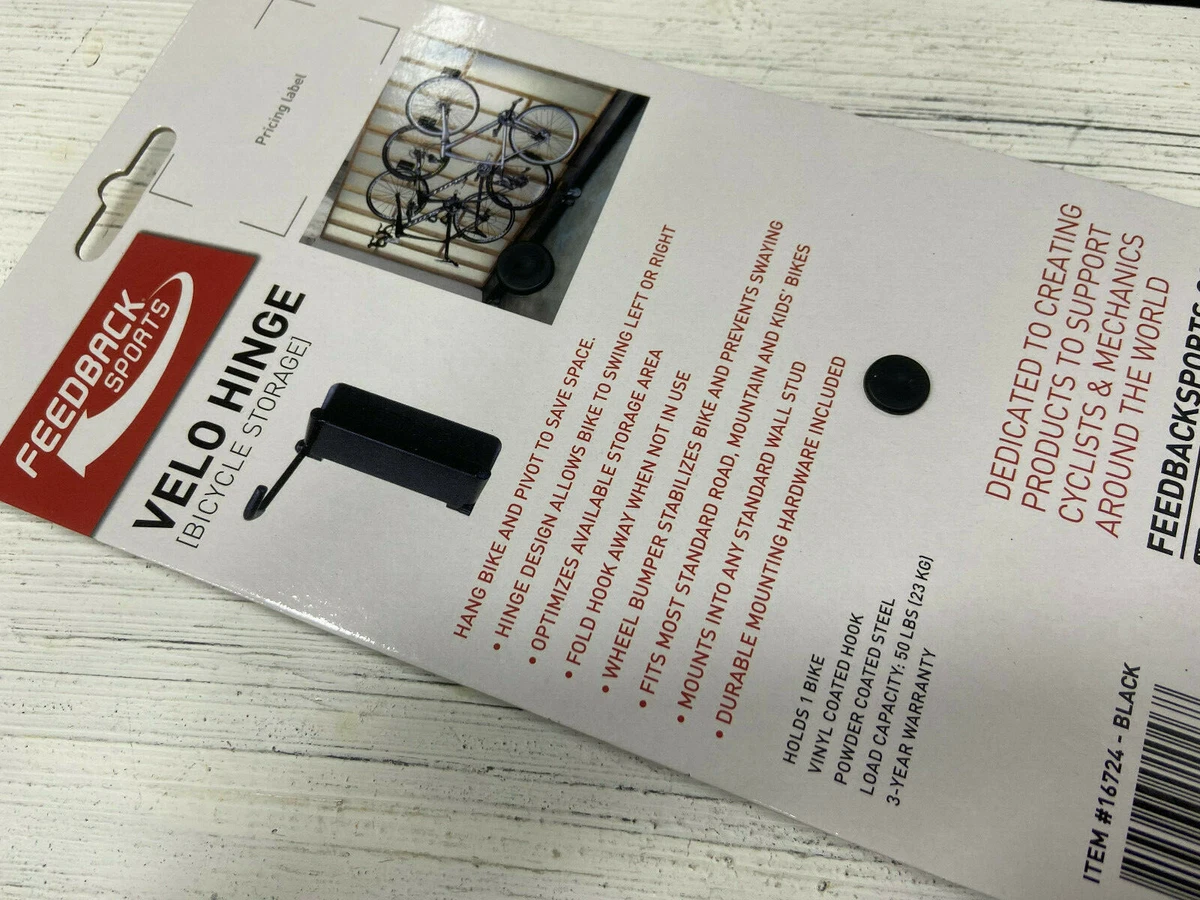 Pricing label
FEEDBACK
SPORTS
VELO HINGE
[BICYCLE STORAGE]
HANG BIKE AND PIVOT TO SAVE SPACE.
• HINGE DESIGN ALLOWS BIKE TO SWING LEFT OR RIGHT
• OPTIMIZES AVAILABLE STORAGE AREA
• FOLD HOOK AWAY WHEN NOT IN USE
• WHEEL BUMPER STABILIZES BIKE AND PREVENTS SWAYING
• FITS MOST STANDARD ROAD, MOUNTAIN AND KIDS' BIKES
• MOUNTS INTO ANY STANDARD WALL STUD
• DURABLE MOUNTING HARDWARE INCLUDED
HOLDS 1 BIKE
VINYL COATED HOOK
POWDER COATED STEEL
LOAD CAPACITY: 50 LBS (23 KG)
3-YEAR WARRANTY
DEDICATED TO CREATING
PRODUCTS TO SUPPORT
CYCLISTS & MECHANICS
AROUND THE WORLD
FEEDBACKSPORTS
ITEM #16724 - BLACK